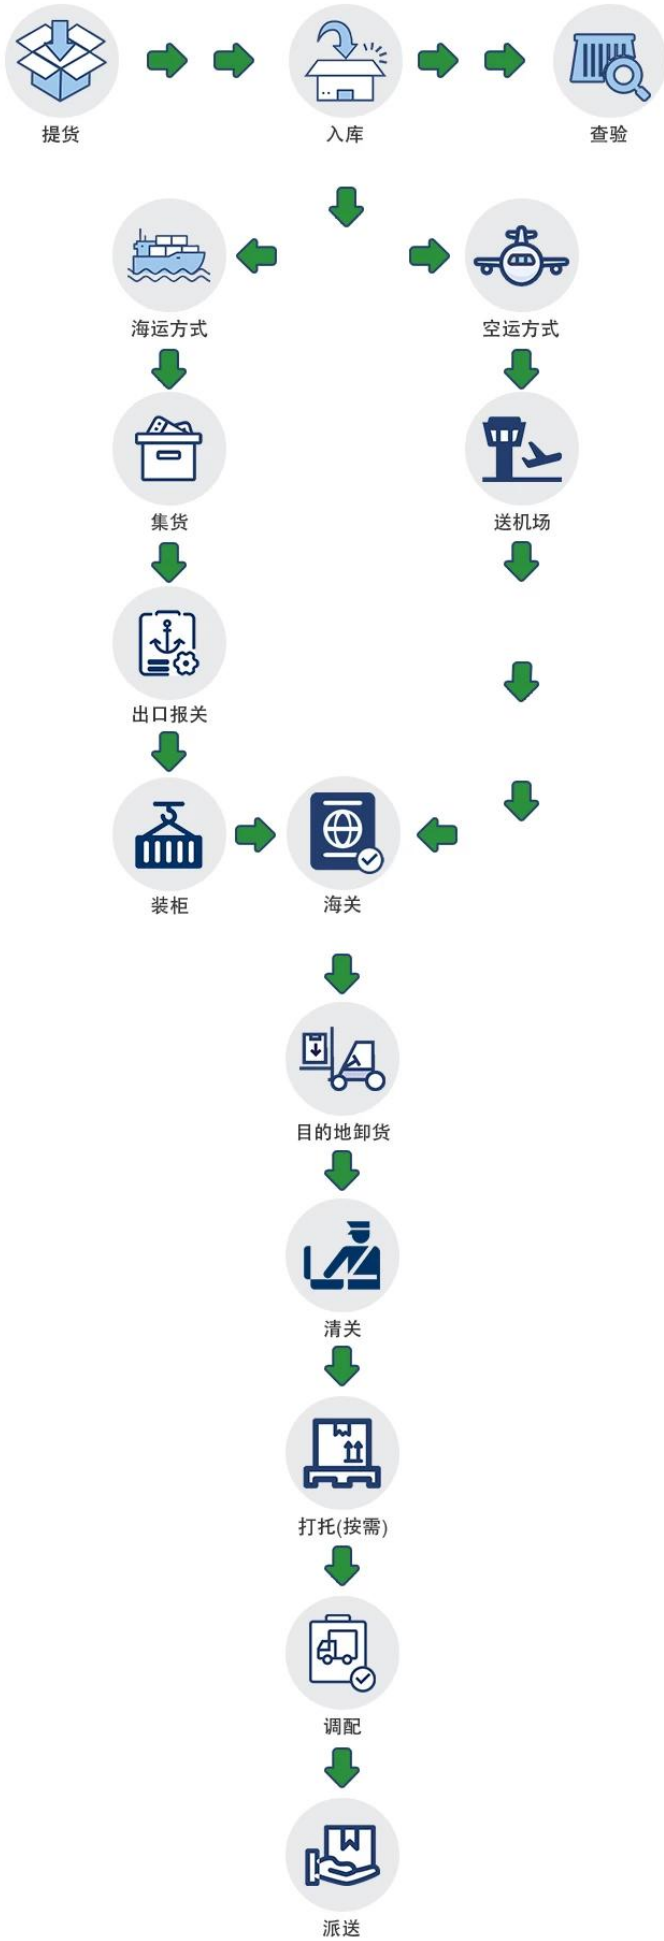 提货
入库
查验
海运方式
空运方式
集货
送机场
出口报关
装柜
海关
目的地卸货
清关
打托(按需)
调配
派送